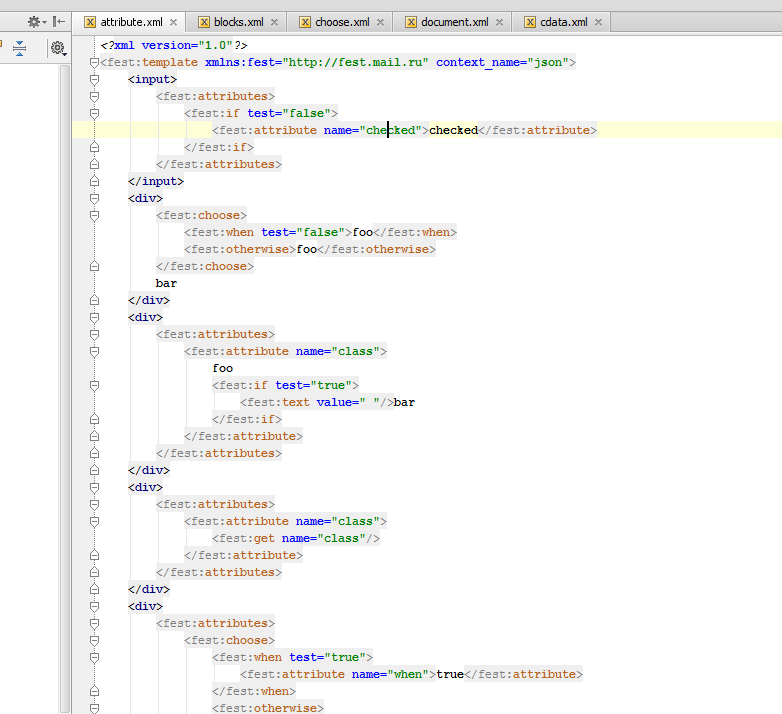 attribute.xml blocks.xml choose.xml document.xml cdata.xml
<?xml version="1.0"?>
<fest:template xmlns:fest="http://fest.mail.ru" context_name="json">
    <input>
        <fest:attributes>
            <fest:if test="false">
                <fest:attribute name="checked">checked</fest:attribute>
            </fest:if>
        </fest:attributes>
    </input>
    <div>
        <fest:choose>
            <fest:when test="false">foo</fest:when>
            <fest:otherwise>foo</fest:otherwise>
        </fest:choose>
        bar
    </div>
    <div>
        <fest:attributes>
            <fest:attribute name="class">
                foo
                <fest:if test="true">
                    <fest:text value=" "/>bar
                </fest:if>
            </fest:attribute>
        </fest:attributes>
    </div>
    <div>
        <fest:attributes>
            <fest:attribute name="class">
                <fest:get name="class"/>
            </fest:attribute>
        </fest:attributes>
    </div>
    <div>
        <fest:attributes>
            <fest:choose>
                <fest:when test="true">
                    <fest:attribute name="when">true</fest:attribute>
                </fest:when>
                <fest:otherwise>